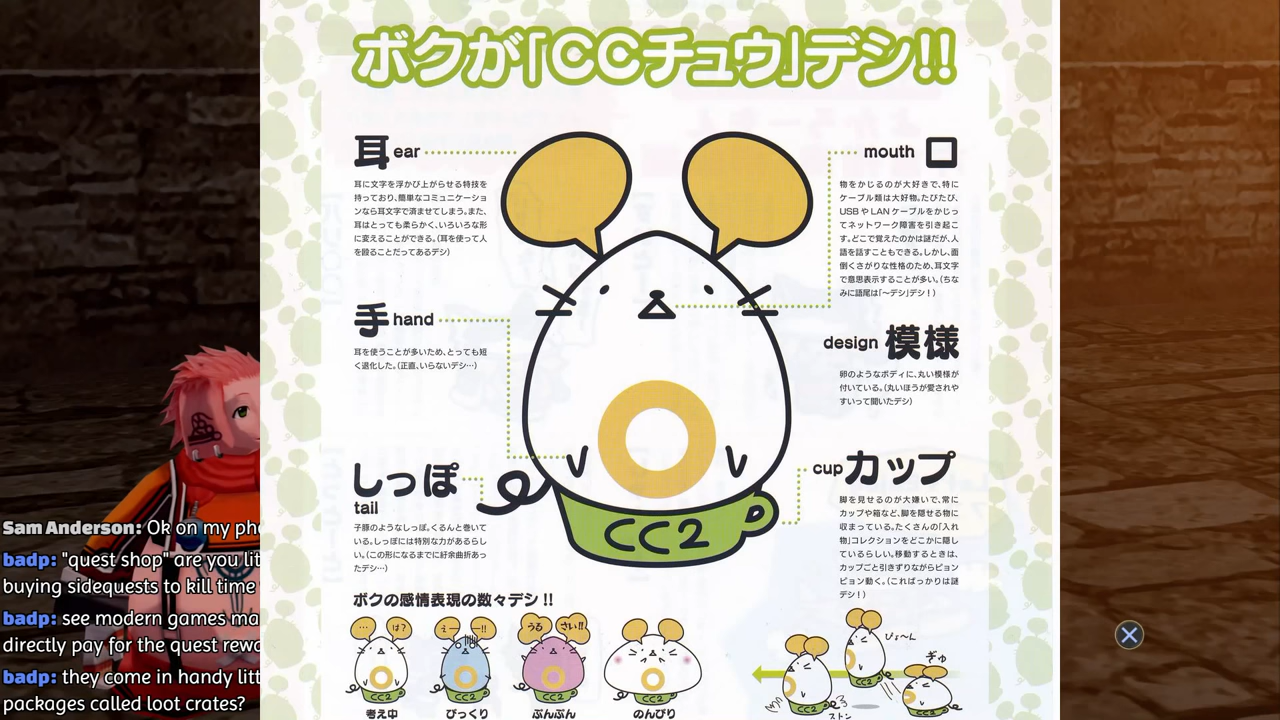 ボクが「CCチュウ」デシ!!
耳 ear
耳に文字を浮かび上がらせる特技を
持っており、簡単なコミュニケーショ
ンなら耳文字で済ませてしまう。また、
耳はとっても柔らかく、いろいろな形
に変えることができる。(耳を使って人
を殴ることだってあるデシ)
手 hand
耳を使うことが多いため、とっても短
く退化した。(正直、いらないデシ…)
しっぽ
tail
子豚のようなしっぽ。くるんと巻いて
いる。しっぽには特別な力があるらし
い。(この形になるまでに紆余曲折あっ
たデシ…)
mouth 口
物をかじるのが大好きで、特に
ケーブル類は大好物。たびたび、
USBやLANケーブルをかじっ
てネットワーク障害を引き起こ
す。どこで覚えたのかは謎だが、人
語を話すこともできる。しかし、面
倒くさがりな性格のため、耳文字
で意思表示することが多い。(ちな
みに語尾は「〜デシ」デシ!)
design 模様
卵のようなボディに、丸い模様が
付いている。(丸いほうが愛されや
すいって聞いたデシ)
cup カップ
脚を見せるのが大嫌いで、常に
カップや箱など、脚を隠せる物に
収まっている。たくさんの「入れ
物」コレクションをどこかに隠し
ているらしい。移動するときは、
カップごと引きずりながらピョン
ピョン動く。(こればっかりは謎
デシ!)
CC2
ボクの感情表現の数々デシ!!
… は?
えー ー!!
うる さい!!
CC2 CC2 CC2 CC2
考え中 びっくり ぷんぷん のんびり
ぴょ〜ん
ぎゅ
ストン
CC2 CC2 CC2
Sam Anderson: Ok on my pho
badp: "quest shop" are you lit
buying sidequests to kill time
badp: see modern games ma
directly pay for the quest rewa
badp: they come in handy litt
packages called loot crates?